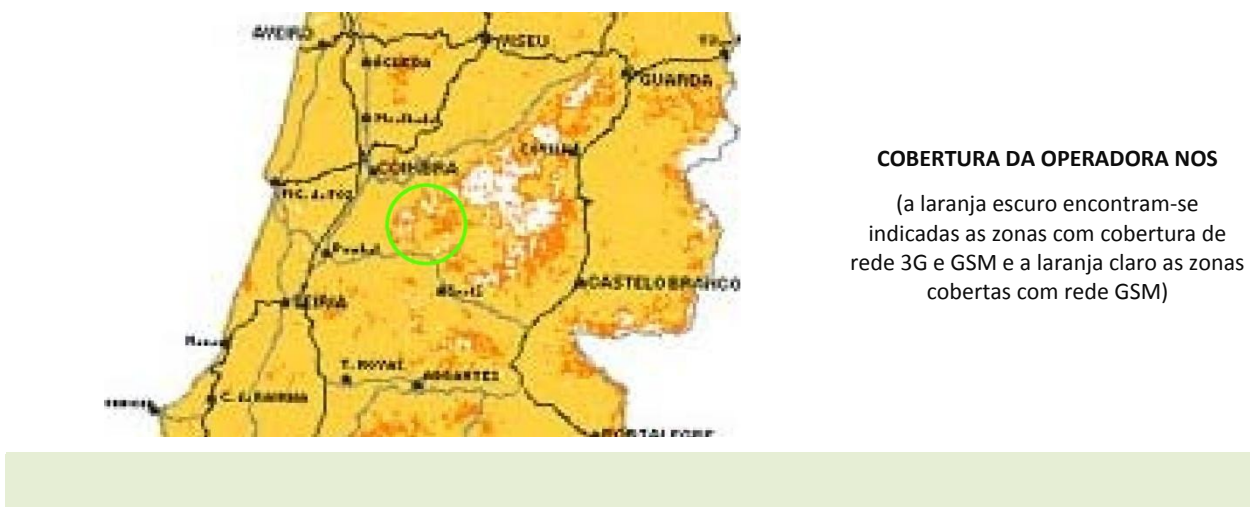 AVEIRO
VISEU
GUARDA
COIMBRA
LEIRIA
CASTELO BRANCO
ABRANTES
PORTALEGRE
COBERTURA DA OPERADORA NOS
(a laranja escuro encontram-se
indicadas as zonas com cobertura de
rede 3G e GSM e a laranja claro as zonas
cobertas com rede GSM)